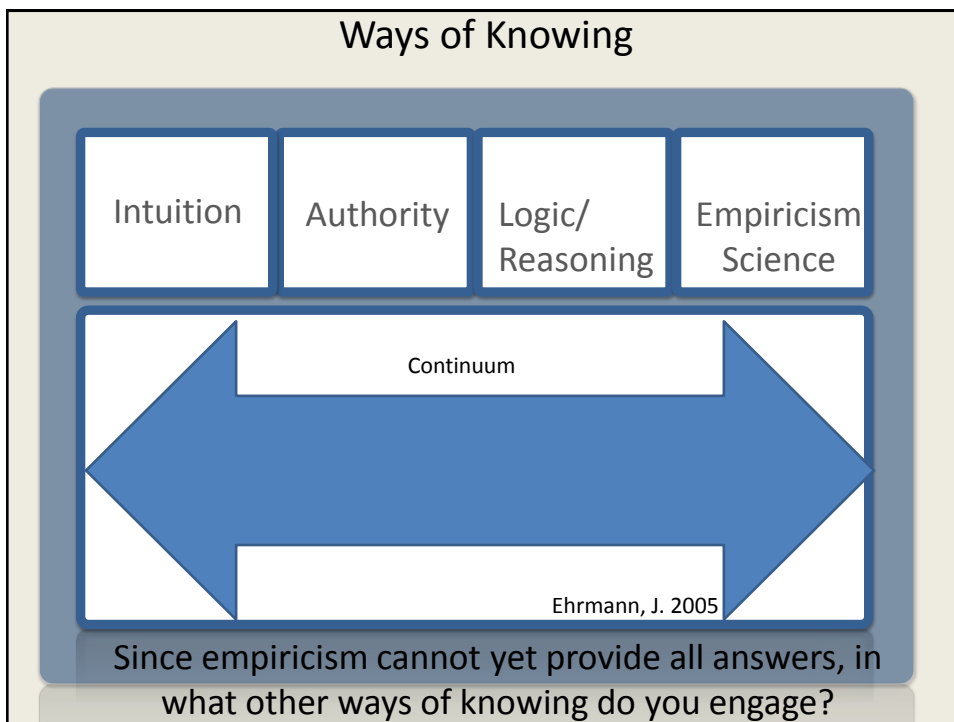 Ways of Knowing
Intuition
Authority
Logic/
Reasoning
Empiricism
Science
Continuum
Ehrmann, J. 2005
Since empiricism cannot yet provide all answers, in
what other ways of knowing do you engage?